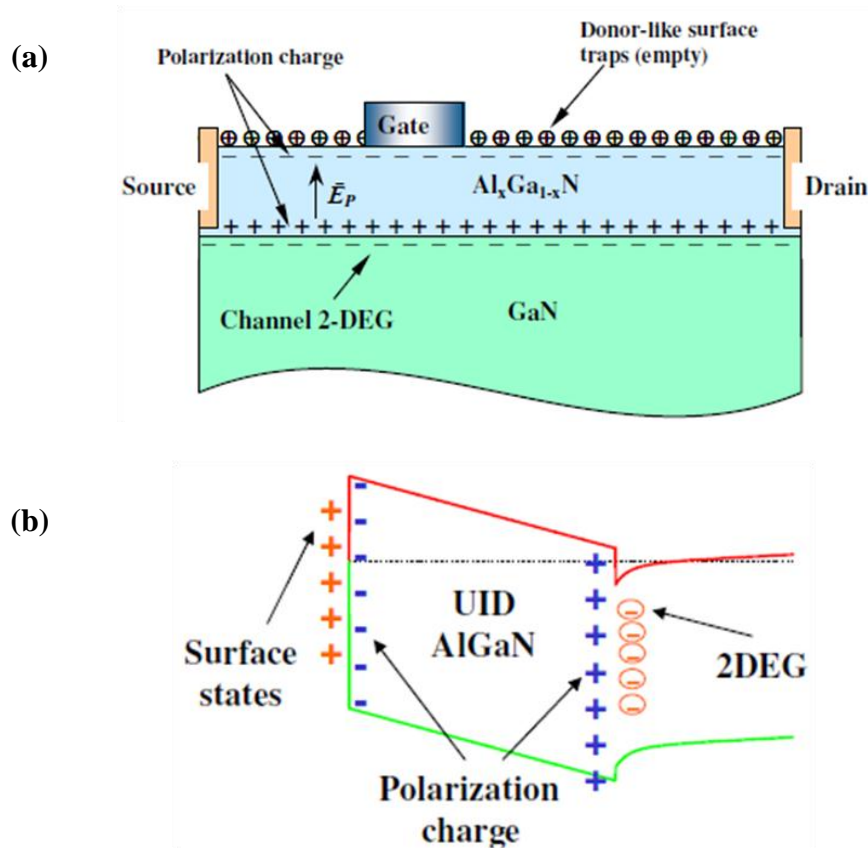 (a)
Polarization charge
Donor-like surface
traps (empty)
Gate
Source
Ē_P
AlₓGa₁₋ₓN
Drain
Channel 2-DEG
GaN
(b)
Surface
states
UID
AlGaN
2DEG
Polarization
charge